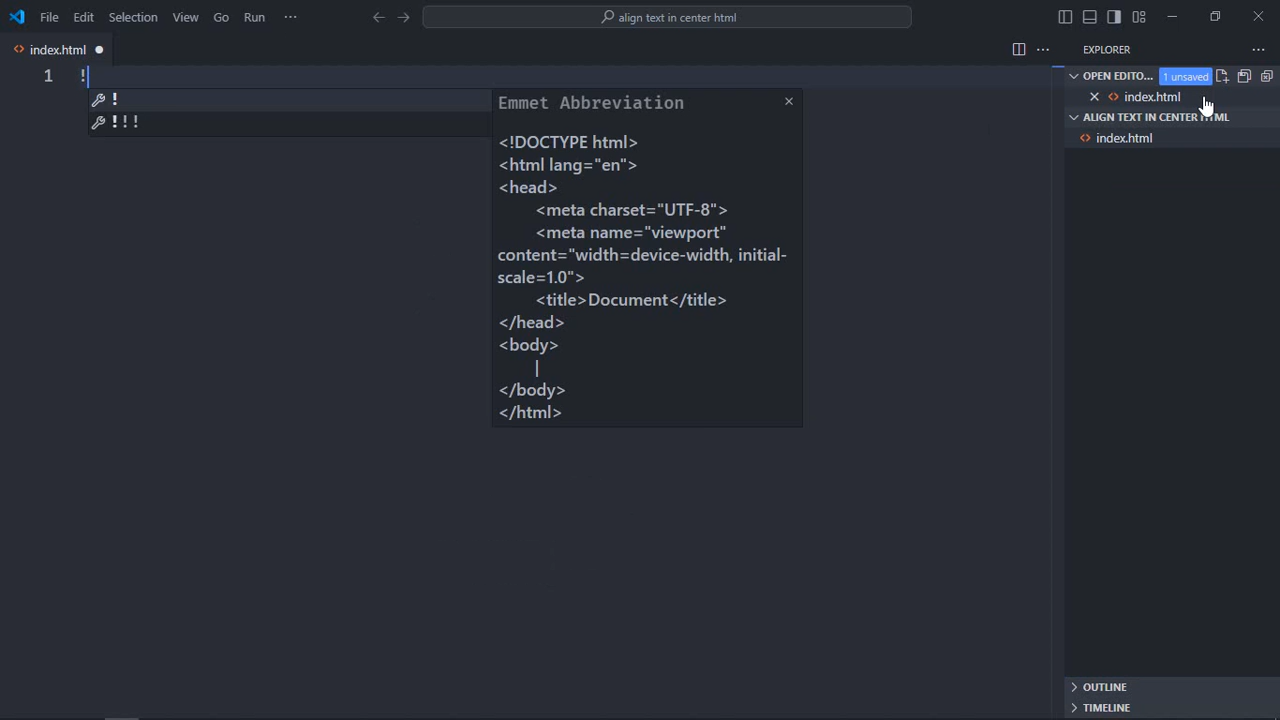 File Edit Selection View Go Run ···
align text in center html
index.html
EXPLORER
1 !
!
!!!
Emmet Abbreviation
<!DOCTYPE html>
<html lang="en">
<head>
<meta charset="UTF-8">
<meta name="viewport"
content="width=device-width, initial-
scale=1.0">
<title>Document</title>
</head>
<body>
|
</body>
</html>
OPEN EDITO... 1 unsaved
index.html
ALIGN TEXT IN CENTER HTML
index.html
OUTLINE
TIMELINE